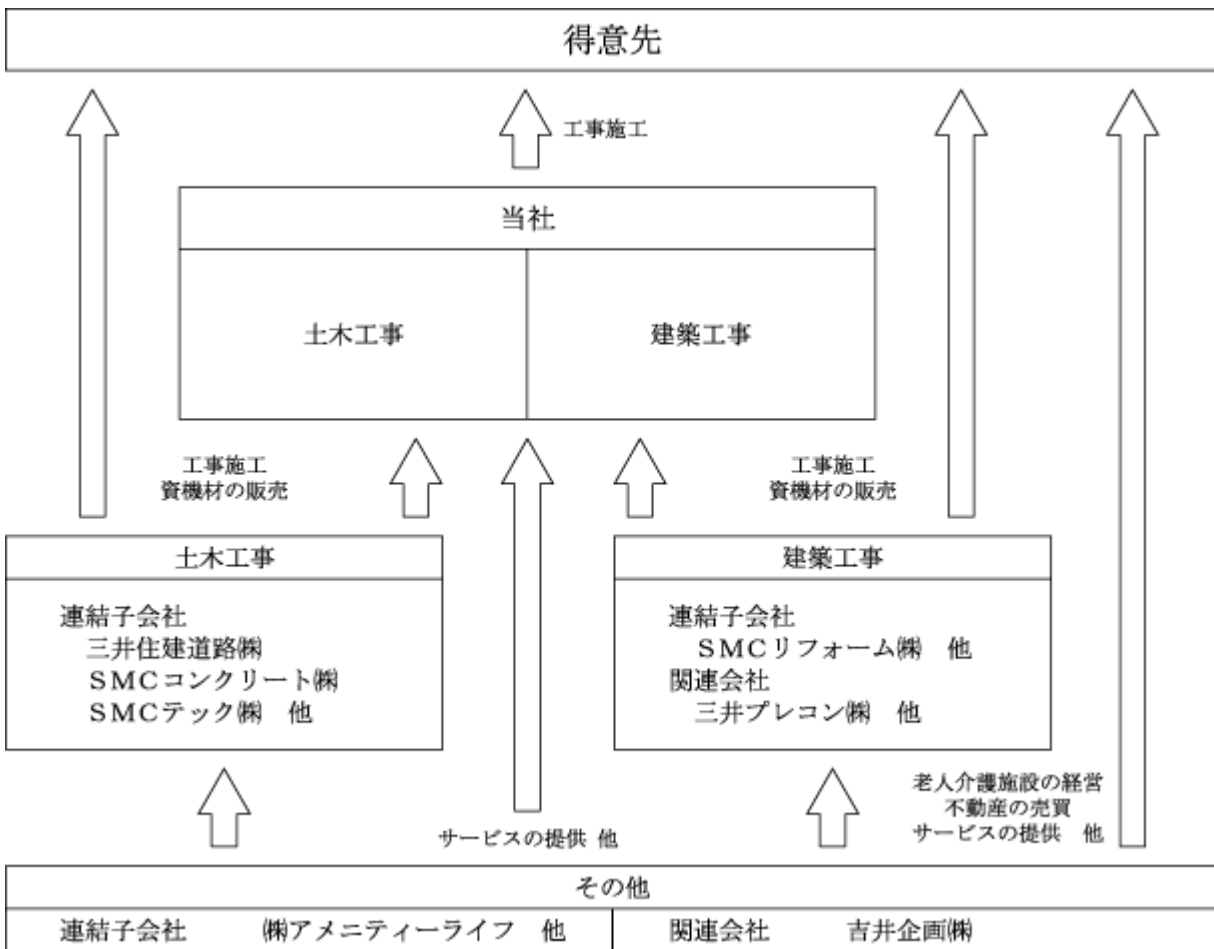 得意先
工事施工
当社
土木工事
建築工事
工事施工
資機材の販売
工事施工
資機材の販売
土木工事
連結子会社
三井住建道路㈱
ＳＭＣコンクリート㈱
ＳＭＣテック㈱　他
建築工事
連結子会社
ＳＭＣリフォーム㈱　他
関連会社
三井プレコン㈱　他
サービスの提供 他
老人介護施設の経営
不動産の売買
サービスの提供　他
その他
連結子会社　㈱アメニティーライフ　他
関連会社　吉井企画㈱